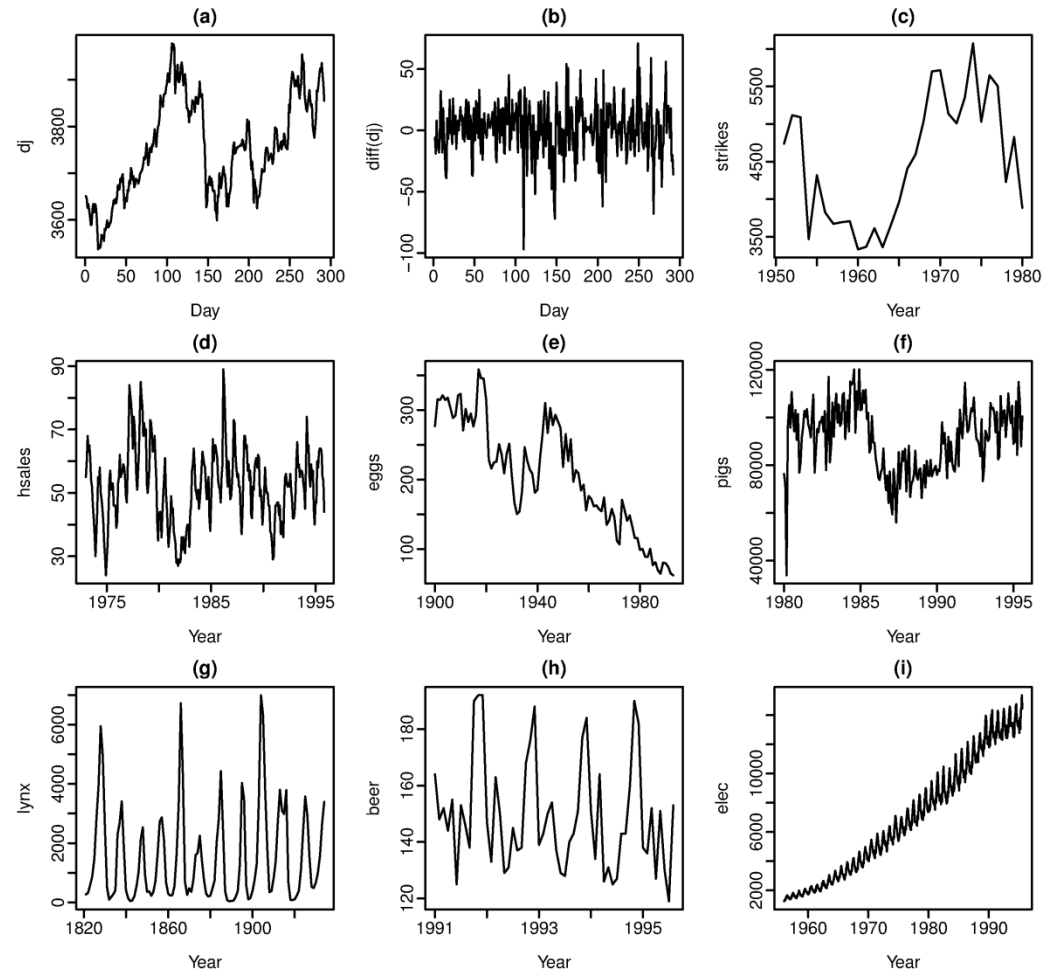 (a)
dj
3600 3800
0 50 100 150 200 250 300
Day
(b)
diff(dj)
−100 −50 0 50
0 50 100 150 200 250 300
Day
(c)
strikes
3500 4500 5500
1950 1960 1970 1980
Year
(d)
hsales
30 50 70 90
1975 1985 1995
Year
(e)
eggs
100 200 300
1900 1940 1980
Year
(f)
pigs
40000 80000 120000
1980 1985 1990 1995
Year
(g)
lynx
0 2000 4000 6000
1820 1860 1900
Year
(h)
beer
120 140 160 180
1991 1993 1995
Year
(i)
elec
2000 6000 10000
1960 1970 1980 1990
Year